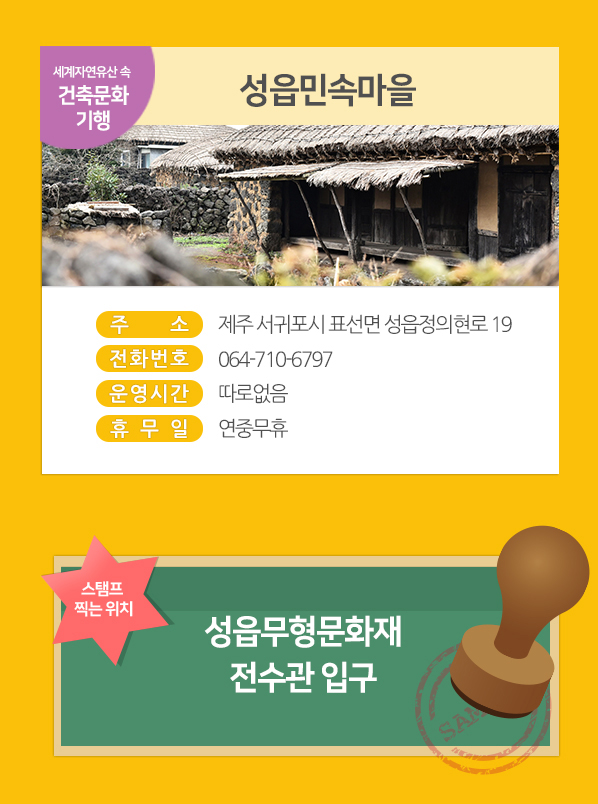 세계자연유산 속
건축문화
기행
성읍민속마을
주 소 제주 서귀포시 표선면 성읍정의현로 19
전화번호 064-710-6797
운영시간 따로없음
휴 무 일 연중무휴
스탬프
찍는 위치
성읍무형문화재
전수관 입구